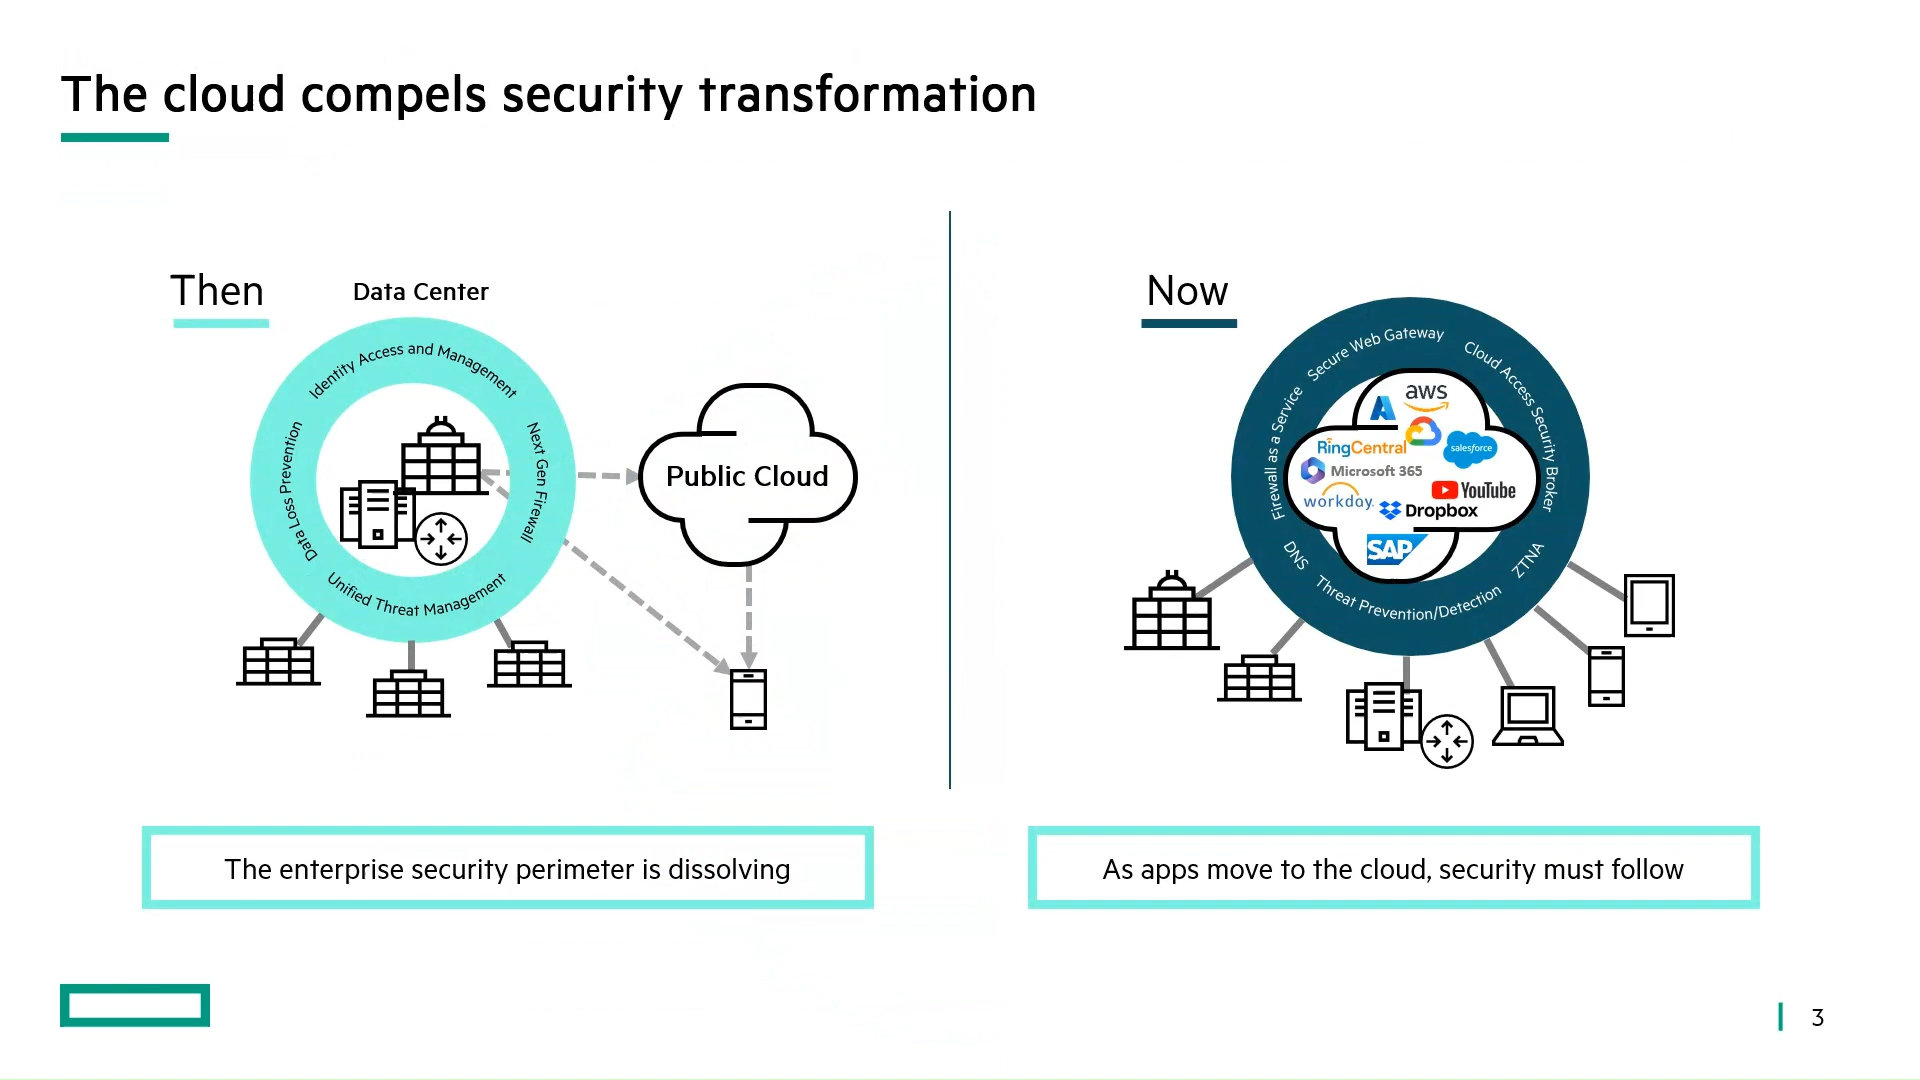 The cloud compels security transformation
Then
Data Center
Identity Access and Management
Next Gen Firewall
Unified Threat Management
Data Loss Prevention
Public Cloud
The enterprise security perimeter is dissolving
Now
Secure Web Gateway
Cloud Access Security Broker
ZTNA
Threat Prevention/Detection
DNS
Firewall as a Service
aws
RingCentral
salesforce
Microsoft 365
YouTube
workday.
Dropbox
SAP
As apps move to the cloud, security must follow
3